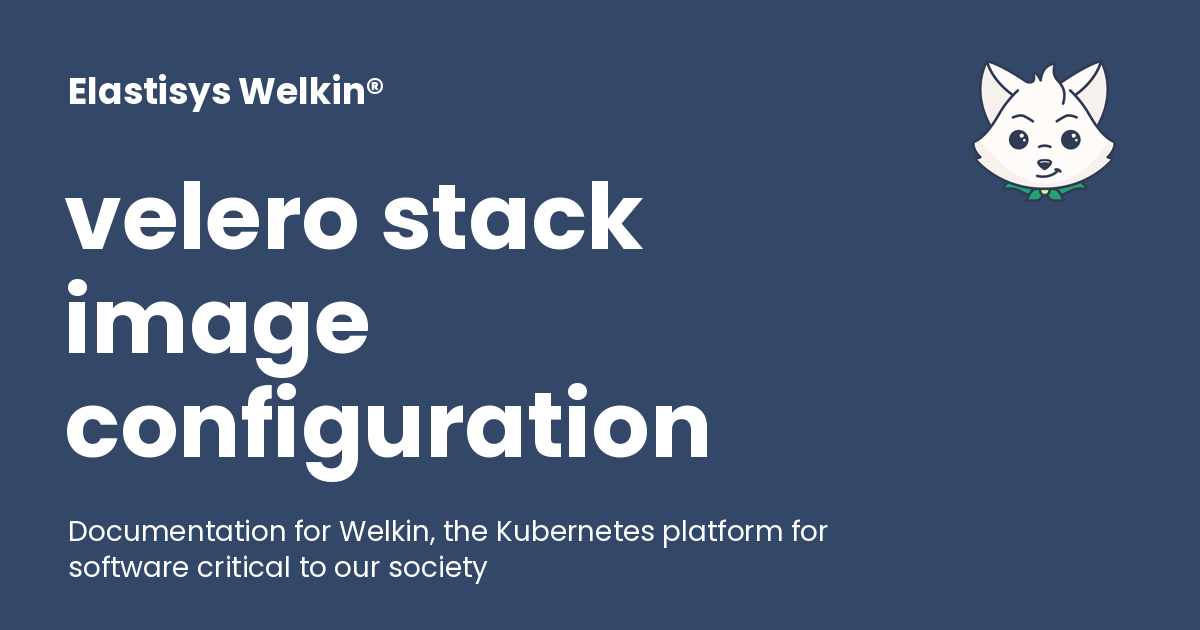 Elastisys Welkin®
velero stack
image
configuration
Documentation for Welkin, the Kubernetes platform for
software critical to our society